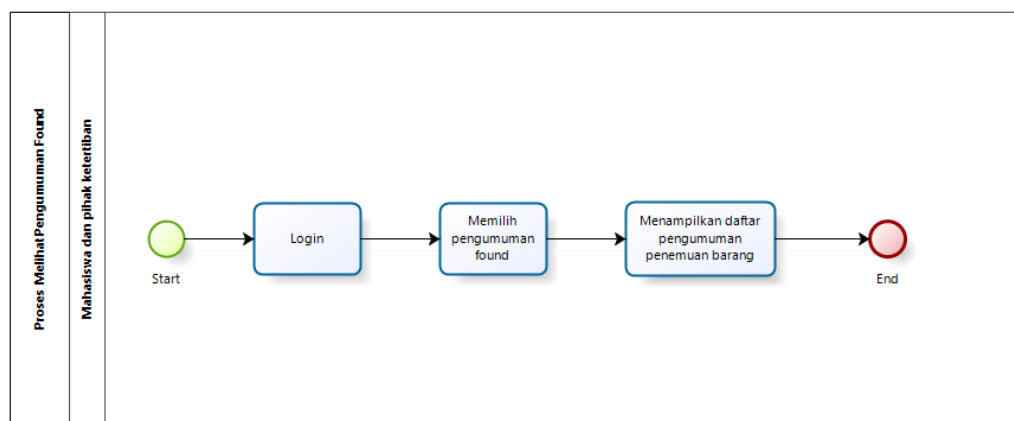 Proses MelihatPengumuman Found
Mahasiswa dan pihak ketertiban
Start
Login
Memilih
pengumuman
found
Menampilkan daftar
pengumuman
penemuan barang
End